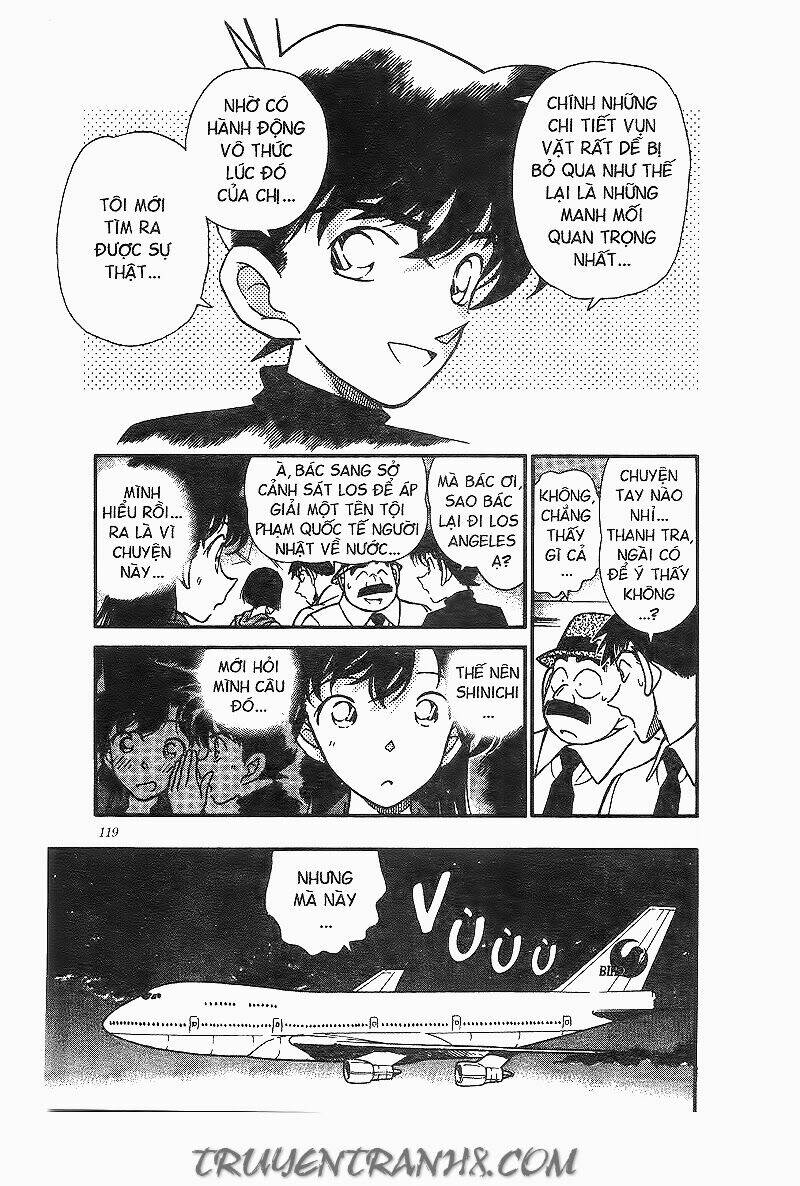 CHÍNH NHỮNG
CHI TIẾT VỤN
VẶT RẤT DỄ BỊ
BỎ QUA NHƯ THẾ
LẠI LÀ NHỮNG
MANH MỐI
QUAN TRỌNG
NHẤT...
NHỜ CÓ
HÀNH ĐỘNG
VÔ THỨC
LÚC ĐÓ
CỦA CHỊ...
TÔI MỚI
TÌM RA
ĐƯỢC SỰ
THẬT...
CHUYỆN
TAY NÀO
NHỈ...
THANH TRA,
NGÀI CÓ
ĐỂ Ý THẤY
KHÔNG
...?
KHÔNG,
CHẲNG
THẤY
GÌ CẢ
...
MÀ BÁC ƠI,
SAO BÁC
LẠI ĐI LOS
ANGELES
Ạ?
À, BÁC SANG SỞ
CẢNH SÁT LOS ĐỂ ÁP
GIẢI MỘT TÊN TỘI
PHẠM QUỐC TẾ NGƯỜI
NHẬT VỀ NƯỚC...
MÌNH
HIỂU RỒI...
RA LÀ VÌ
CHUYỆN
NÀY...
THẾ NÊN
SHINICHI
...
MỚI HỎI
MÌNH CÂU
ĐÓ...
119
NHƯNG
MÀ NÀY
...
VÙÙÙ
TRUYENTRANH8.COM